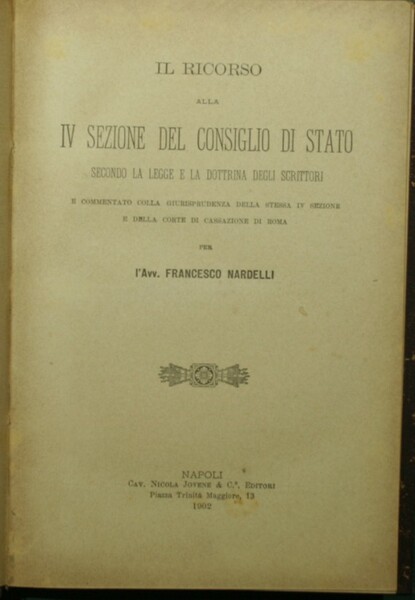 IL RICORSO
ALLA
IV SEZIONE DEL CONSIGLIO DI STATO
SECONDO LA LEGGE E LA DOTTRINA DEGLI SCRITTORI
E COMMENTATO COLLA GIURISPRUDENZA DELLA STESSA IV SEZIONE
E DELLA CORTE DI CASSAZIONE DI ROMA
PER
l'Avv. FRANCESCO NARDELLI
NAPOLI
CAV. NICOLA JOVENE & C.º, EDITORI
Piazza Trinità Maggiore, 13
1902